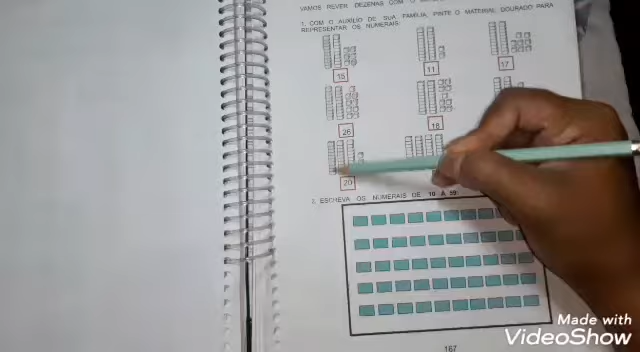 VAMOS REVER DEZENAS COM O
1. COM O AUXÍLIO DE SUA FAMÍLIA, PINTE O MATERIAL DOURADO PARA
REPRESENTAR OS NUMERAIS:
15
11
17
26
18
20
2. ESCREVA OS NUMERAIS DE 10 A 59:
167
Made with
VideoShow